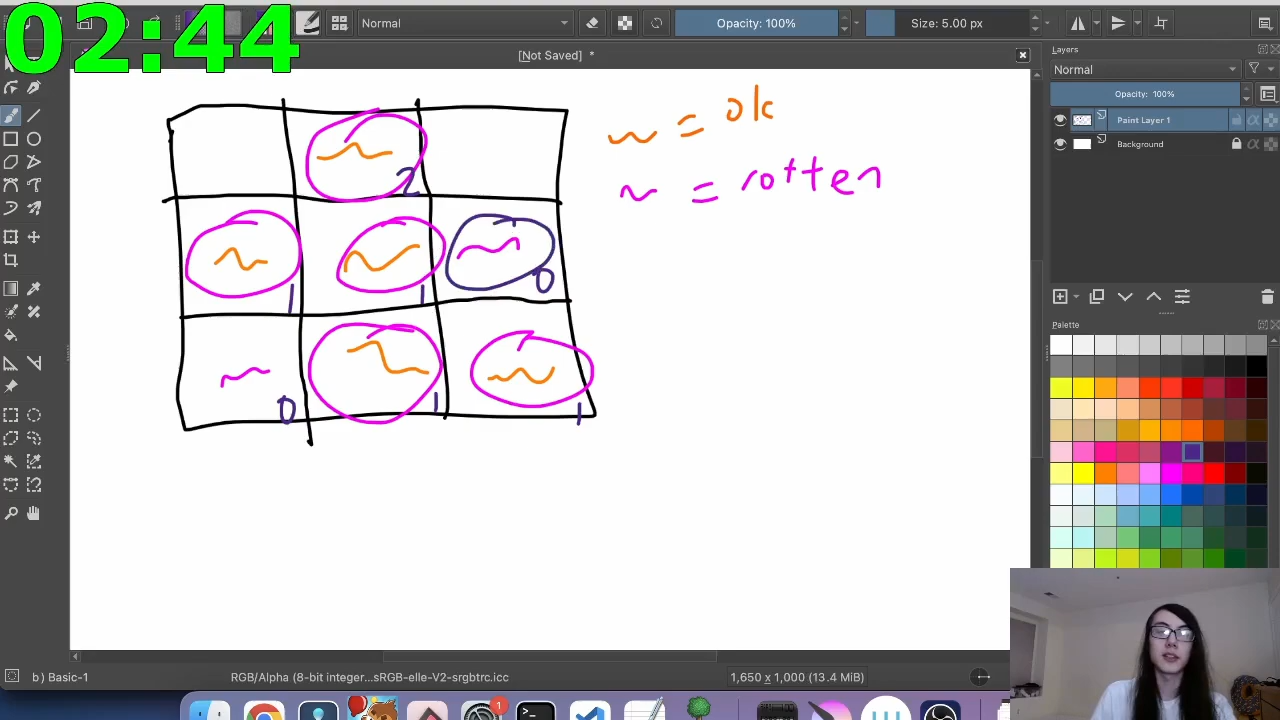 02:44
Normal
Opacity: 100%
Size: 5.00 px
[Not Saved] *
Layers
Normal
Opacity: 100%
Paint Layer 1
Background
~ = ok
~ = rotten
2
1 1 0
0 1 1
Palette
b) Basic-1
RGB/Alpha (8-bit integer...sRGB-elle-V2-srgbtrc.icc
1,650 x 1,000 (13.4 MiB)
1